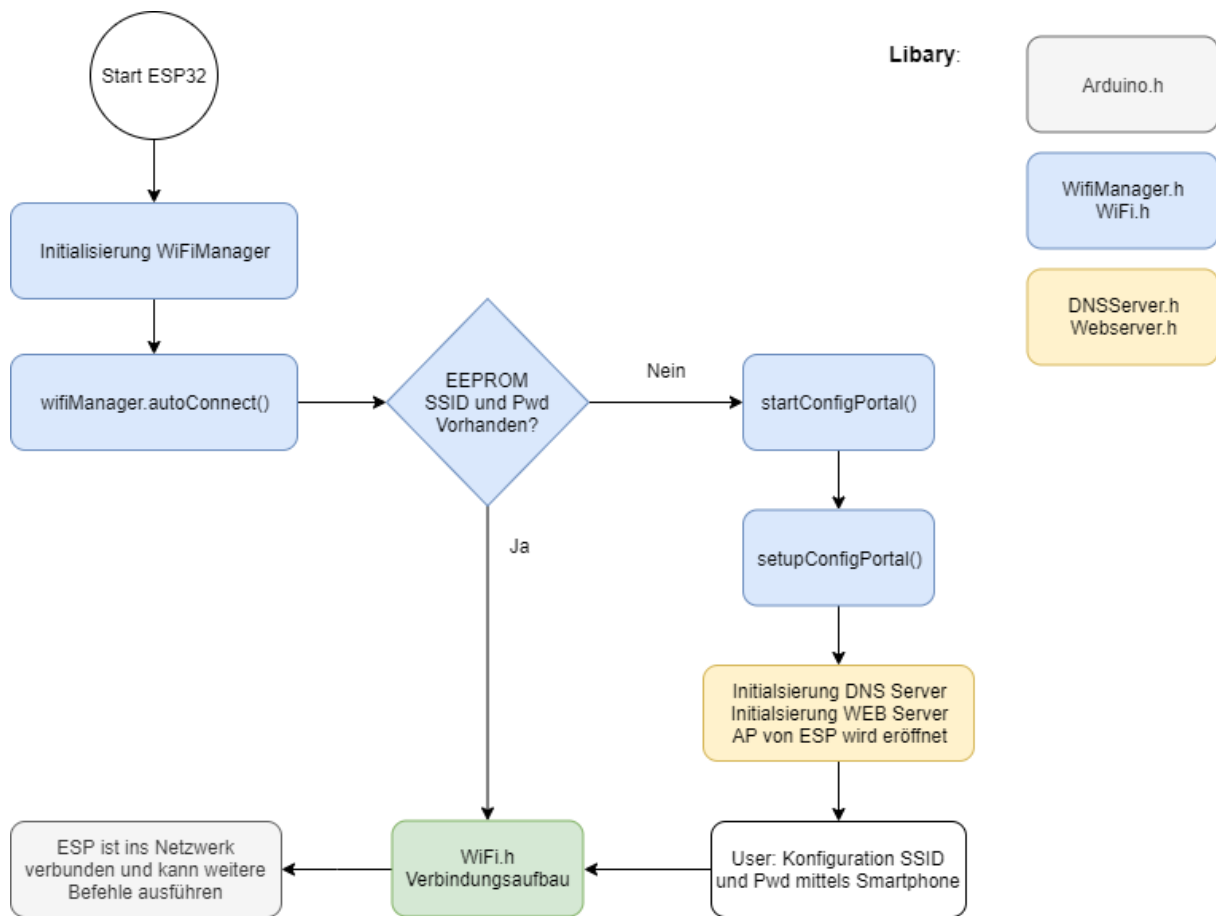 Start ESP32
Libary:
Arduino.h
WifiManager.h
WiFi.h
DNSServer.h
Webserver.h
Initialisierung WiFiManager
wifiManager.autoConnect()
EEPROM
SSID und Pwd
Vorhanden?
Nein
startConfigPortal()
Ja
setupConfigPortal()
Initialsierung DNS Server
Initialsierung WEB Server
AP von ESP wird eröffnet
User: Konfiguration SSID
und Pwd mittels Smartphone
WiFi.h
Verbindungsaufbau
ESP ist ins Netzwerk
verbunden und kann weitere
Befehle ausführen